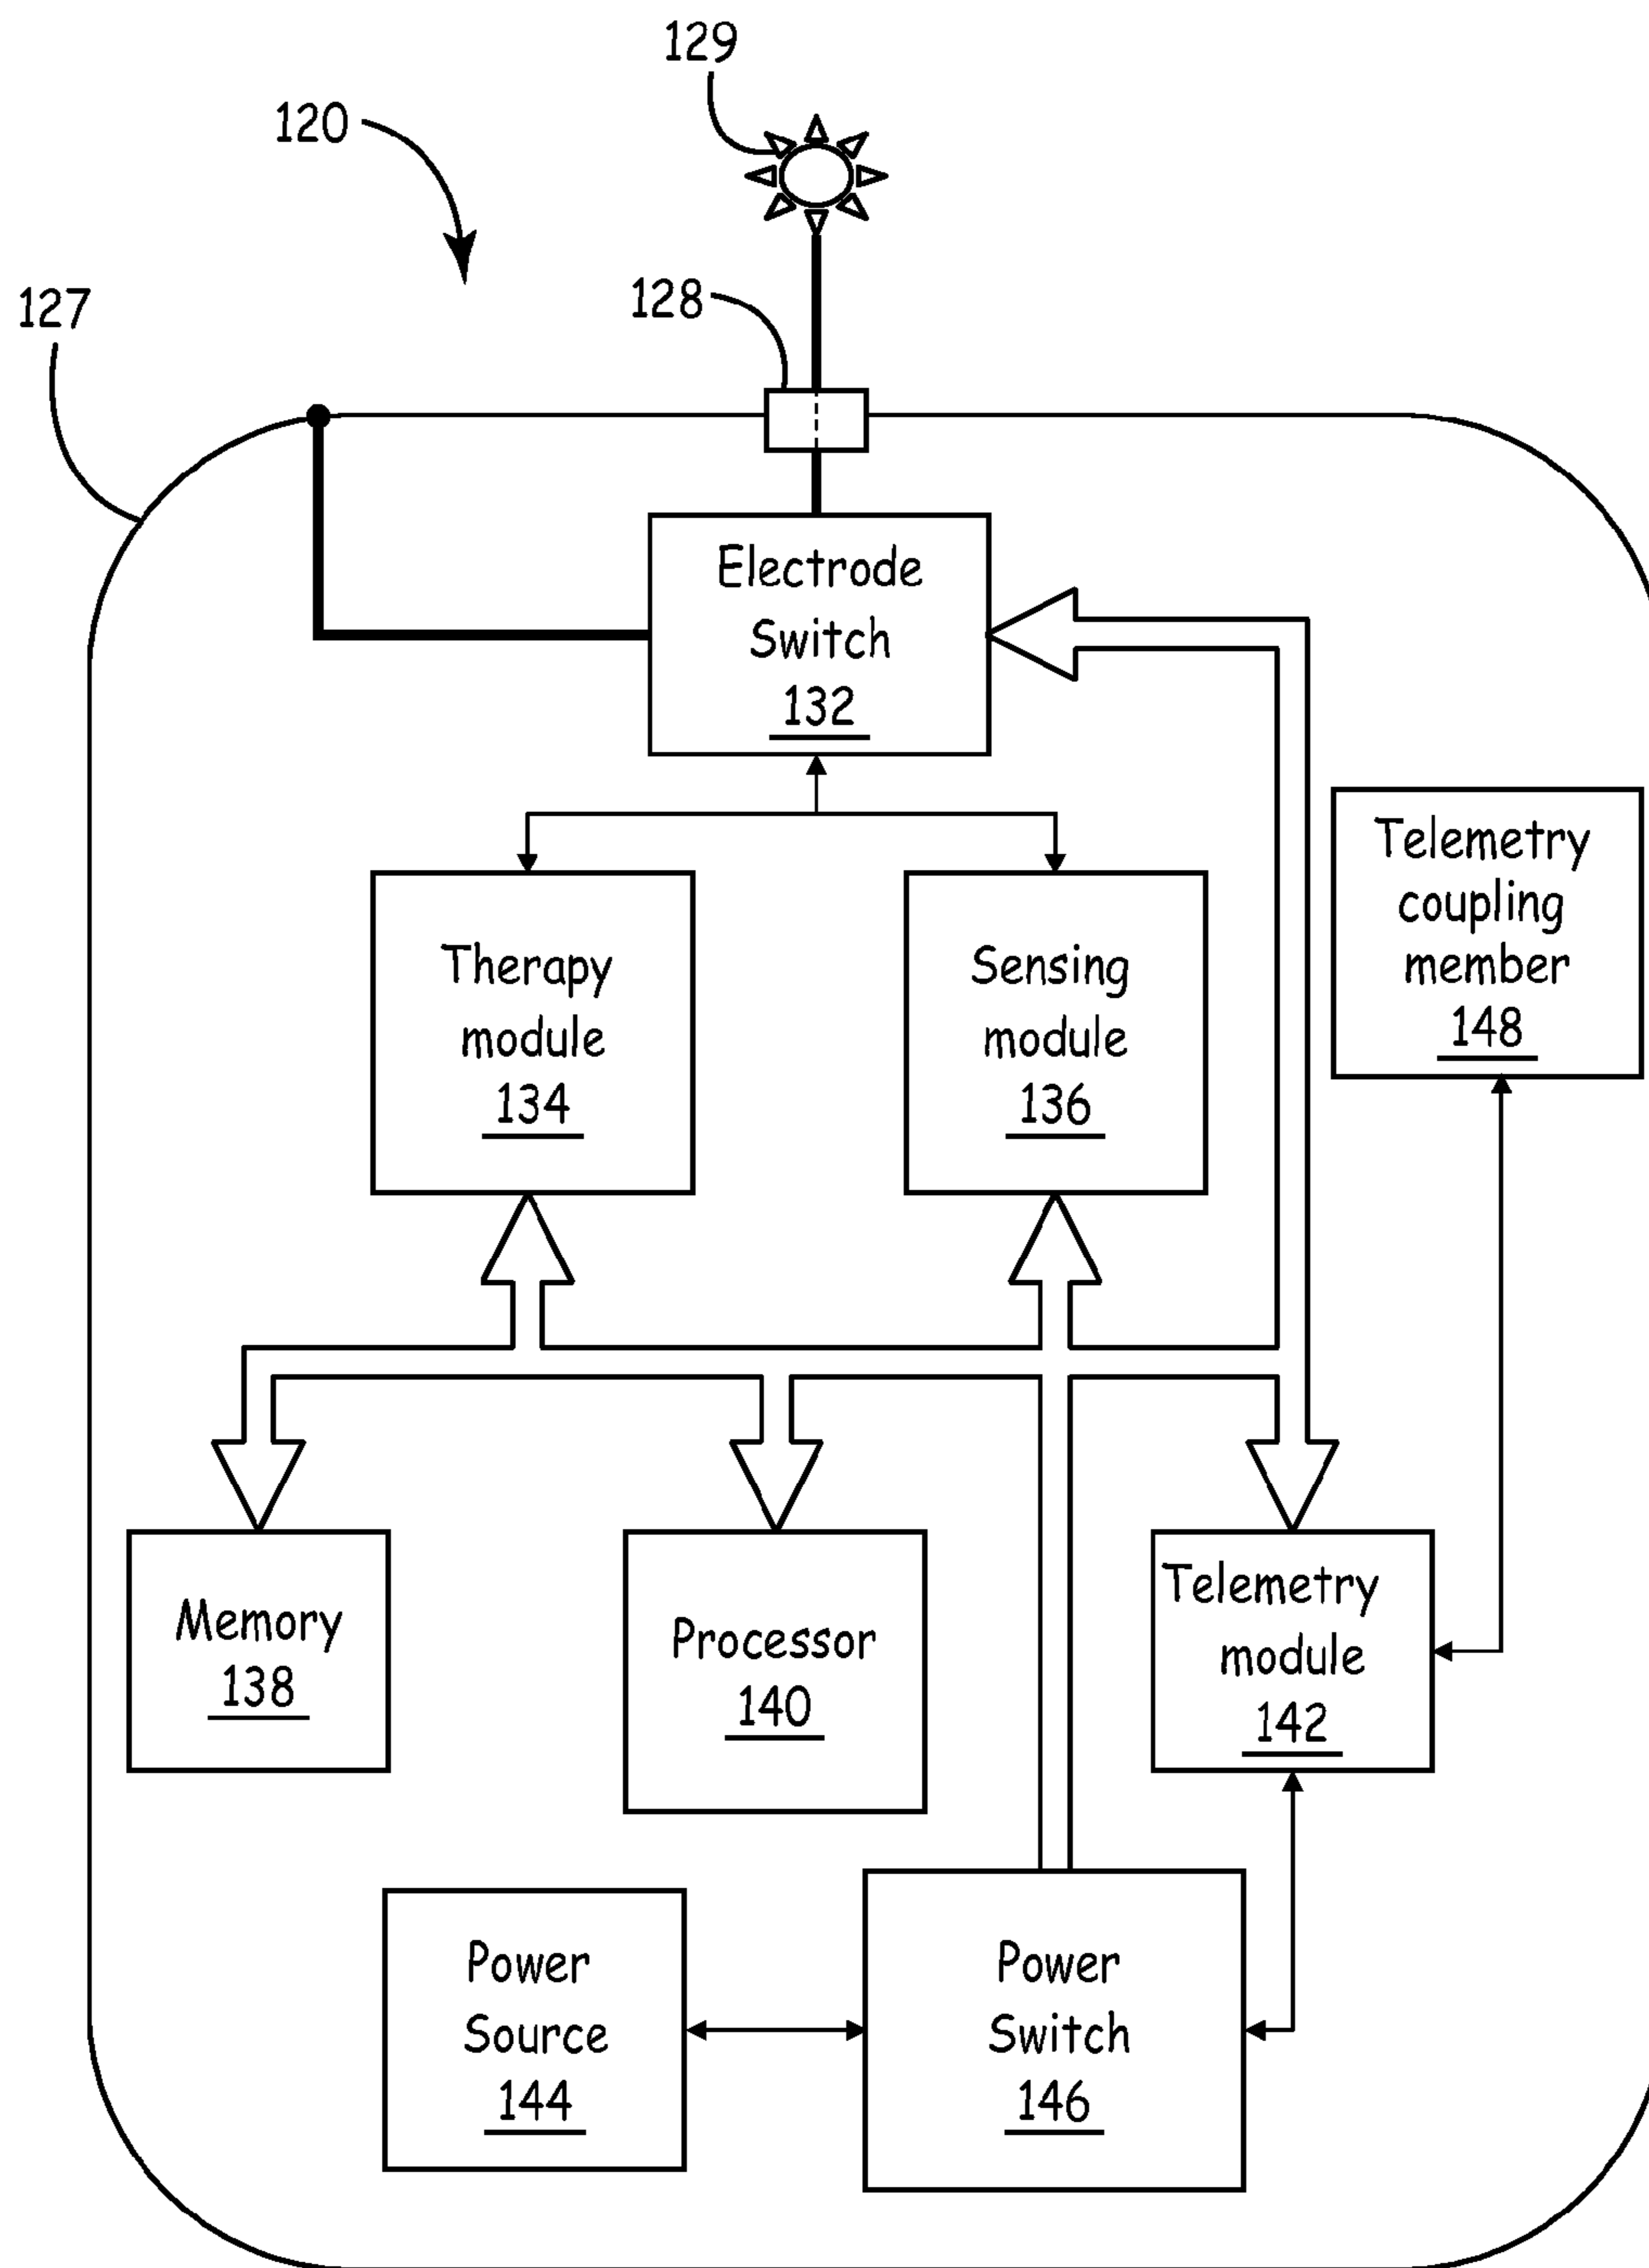 129
120
127
128
Electrode
Switch
132
Therapy
module
134
Sensing
module
136
Telemetry
coupling
member
148
Memory
138
Processor
140
Telemetry
module
142
Power
Source
144
Power
Switch
146